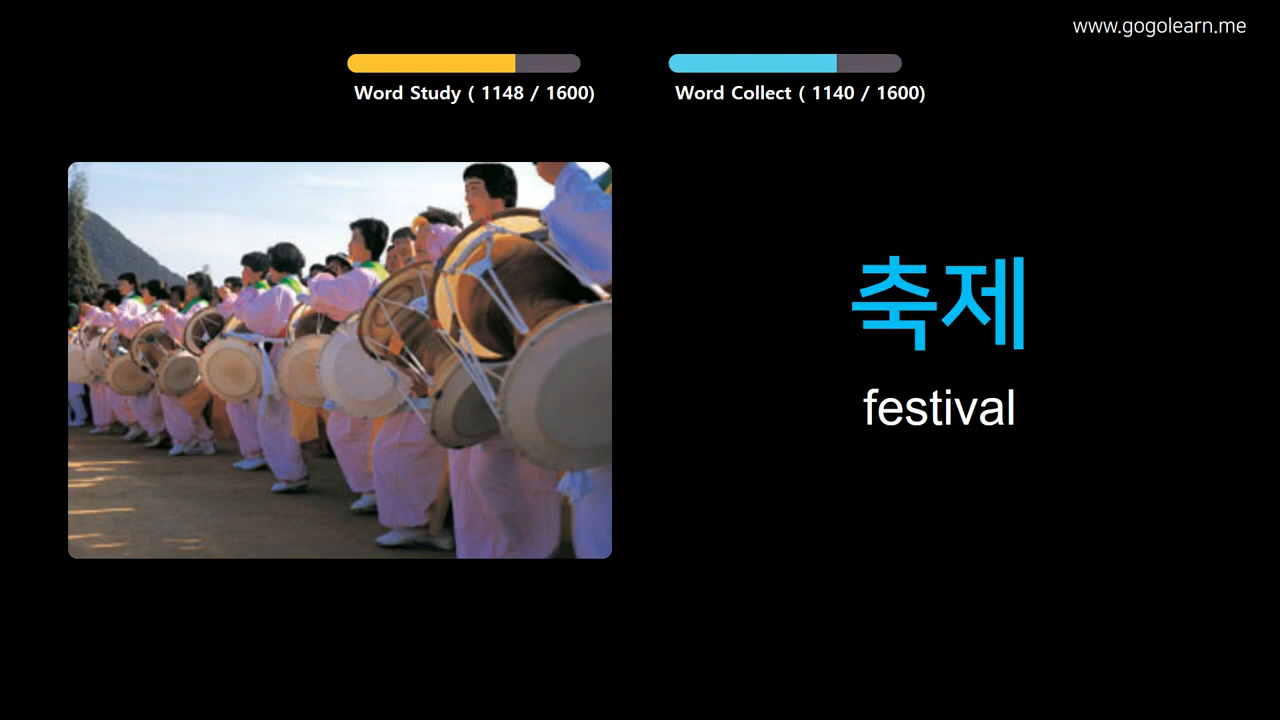 www.gogolearn.me
Word Study ( 1148 / 1600)
Word Collect ( 1140 / 1600)
축제
festival